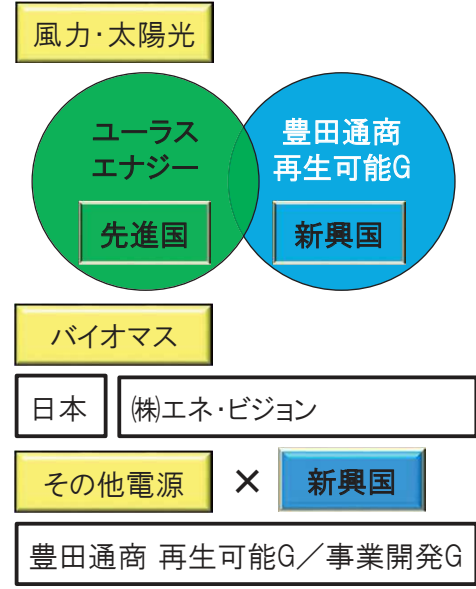 風力・太陽光
ユーラス
エナジー
先進国
豊田通商
再生可能G
新興国
バイオマス
日本
㈱エネ・ビジョン
その他電源 × 新興国
豊田通商 再生可能G／事業開発G